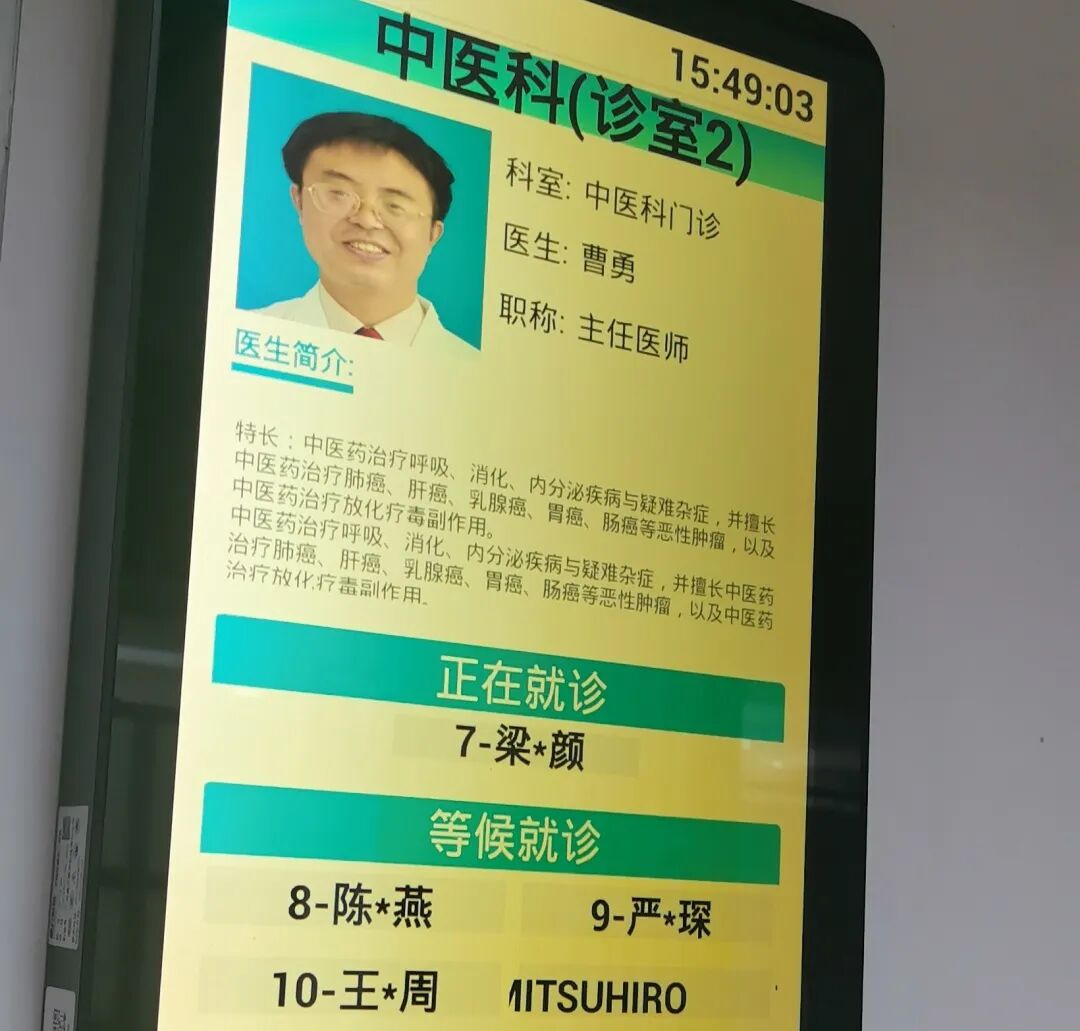 15:49:03
中医科(诊室2)
科室: 中医科门诊
医生: 曹勇
职称: 主任医师
医生简介:
特长：中医药治疗呼吸、消化、内分泌疾病与疑难杂症，并擅长
中医药治疗肺癌、肝癌、乳腺癌、胃癌、肠癌等恶性肿瘤，以及
中医药治疗放化疗毒副作用。
中医药治疗呼吸、消化、内分泌疾病与疑难杂症，并擅长中医药
治疗肺癌、肝癌、乳腺癌、胃癌、肠癌等恶性肿瘤，以及中医药
治疗放化疗毒副作用.
正在就诊
7-梁*颜
等候就诊
8-陈*燕
9-严*琛
10-王*周
MITSUHIRO